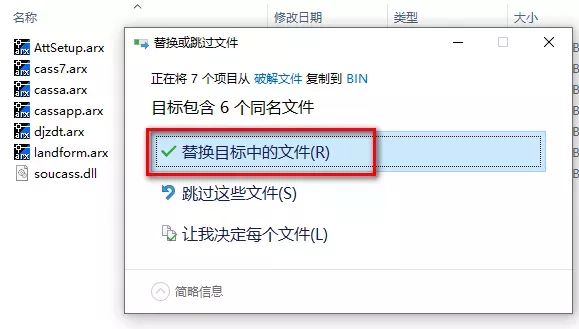 名称
修改日期
类型
大小
AttSetup.arx
cass7.arx
cassa.arx
cassapp.arx
djzdt.arx
landform.arx
soucass.dll
替换或跳过文件
正在将 7 个项目从 破解文件 复制到 BIN
目标包含 6 个同名文件
替换目标中的文件(R)
跳过这些文件(S)
让我决定每个文件(L)
简略信息